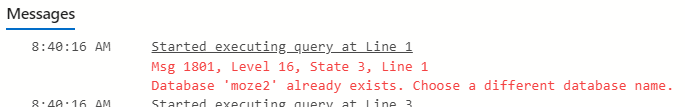 Messages
8:40:16 AM Started executing query at Line 1
Msg 1801, Level 16, State 3, Line 1
Database 'moze2' already exists. Choose a different database name.
8:40:16 AM Started executing query at Line 3